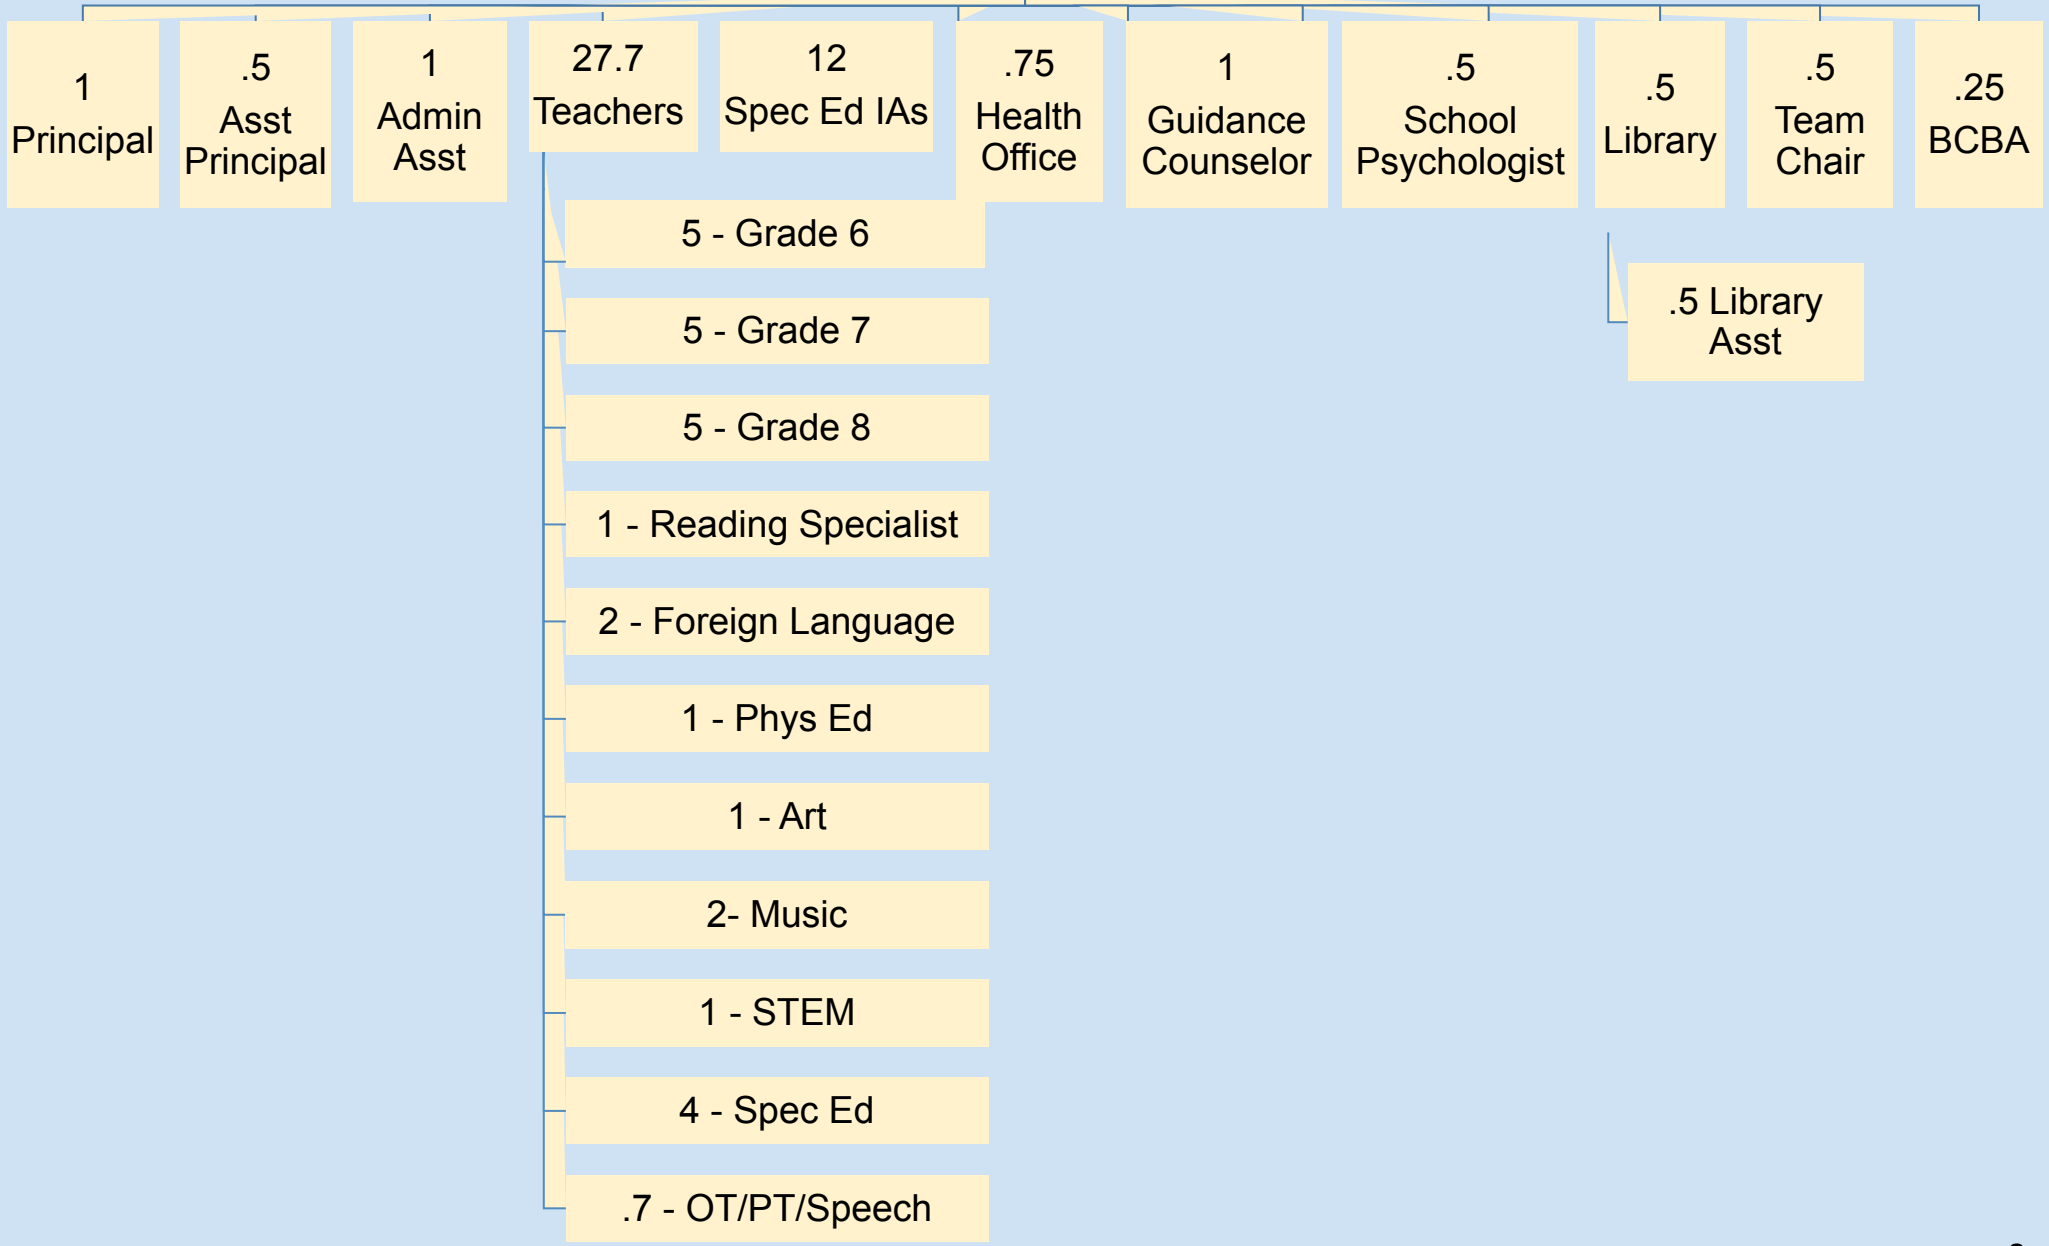 1
Principal
.5
Asst
Principal
1
Admin
Asst
27.7
Teachers
12
Spec Ed IAs
.75
Health
Office
1
Guidance
Counselor
.5
School
Psychologist
.5
Library
.5
Team
Chair
.25
BCBA
5 - Grade 6
5 - Grade 7
5 - Grade 8
1 - Reading Specialist
2 - Foreign Language
1 - Phys Ed
1 - Art
2- Music
1 - STEM
4 - Spec Ed
.7 - OT/PT/Speech
.5 Library
Asst